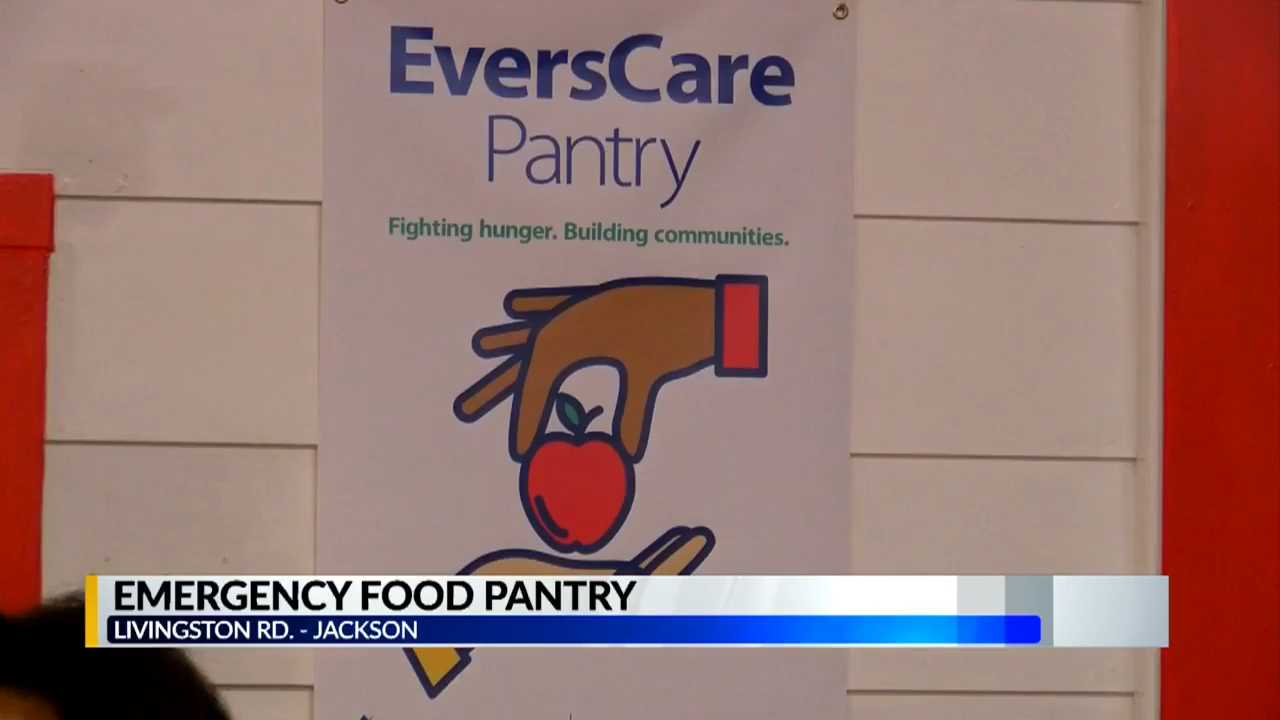 EversCare
Pantry
Fighting hunger. Building communities.
EMERGENCY FOOD PANTRY
LIVINGSTON RD. - JACKSON